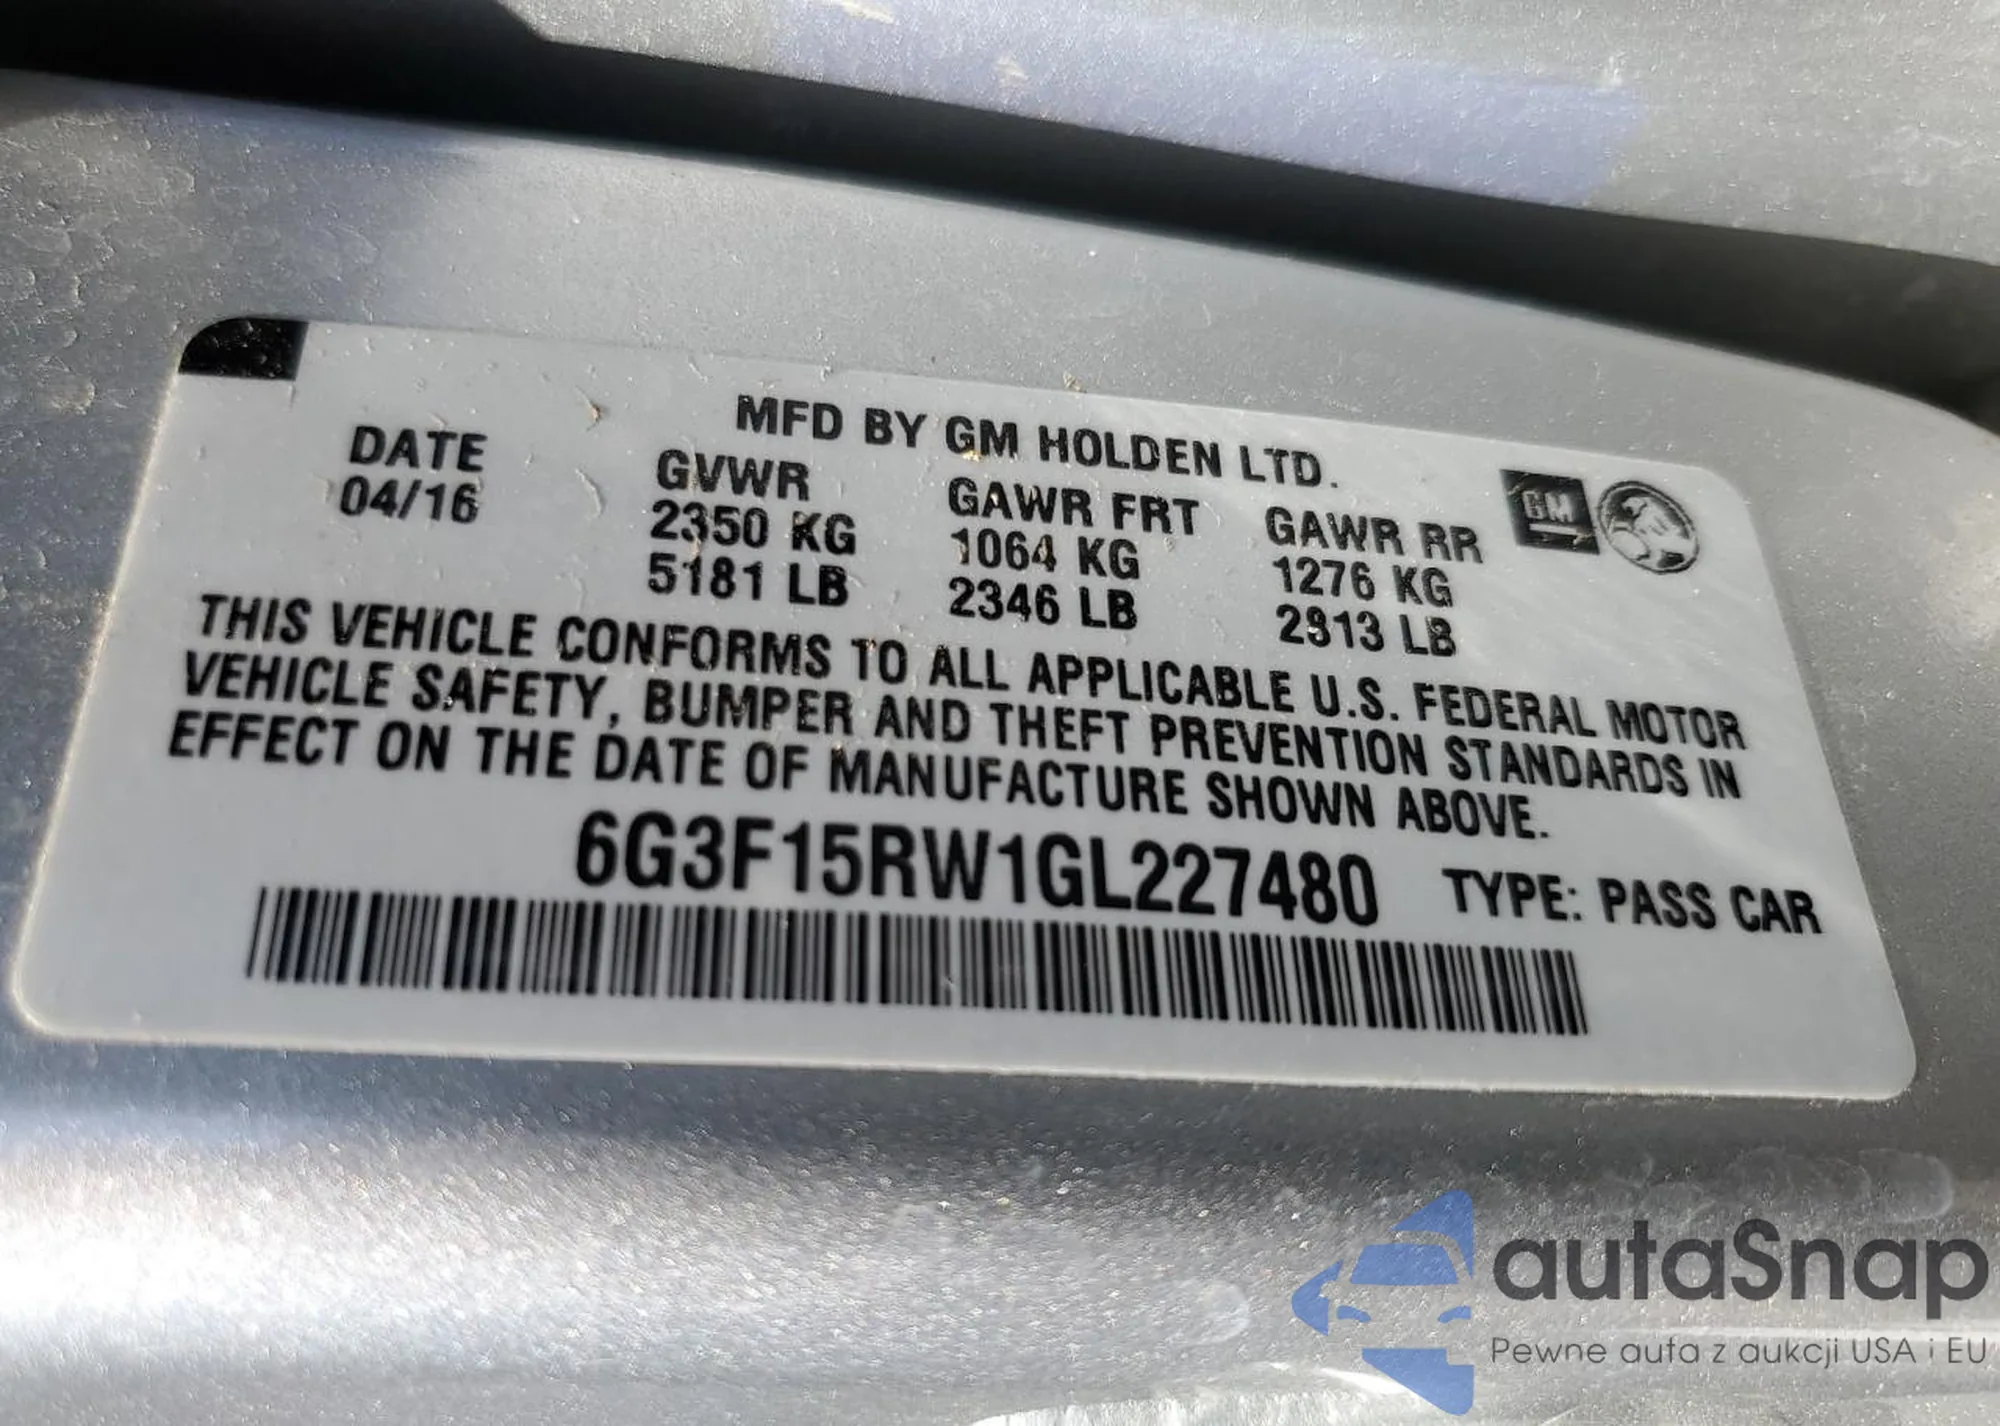 MFD BY GM HOLDEN LTD.
DATE GVWR GAWR FRT GAWR RR GM
04/16 2350 KG 1064 KG 1276 KG
5181 LB 2346 LB 2813 LB
THIS VEHICLE CONFORMS TO ALL APPLICABLE U.S. FEDERAL MOTOR
VEHICLE SAFETY, BUMPER AND THEFT PREVENTION STANDARDS IN
EFFECT ON THE DATE OF MANUFACTURE SHOWN ABOVE.
6G3F15RW1GL227480 TYPE: PASS CAR
autaSnap
Pewne auta z aukcji USA i EU